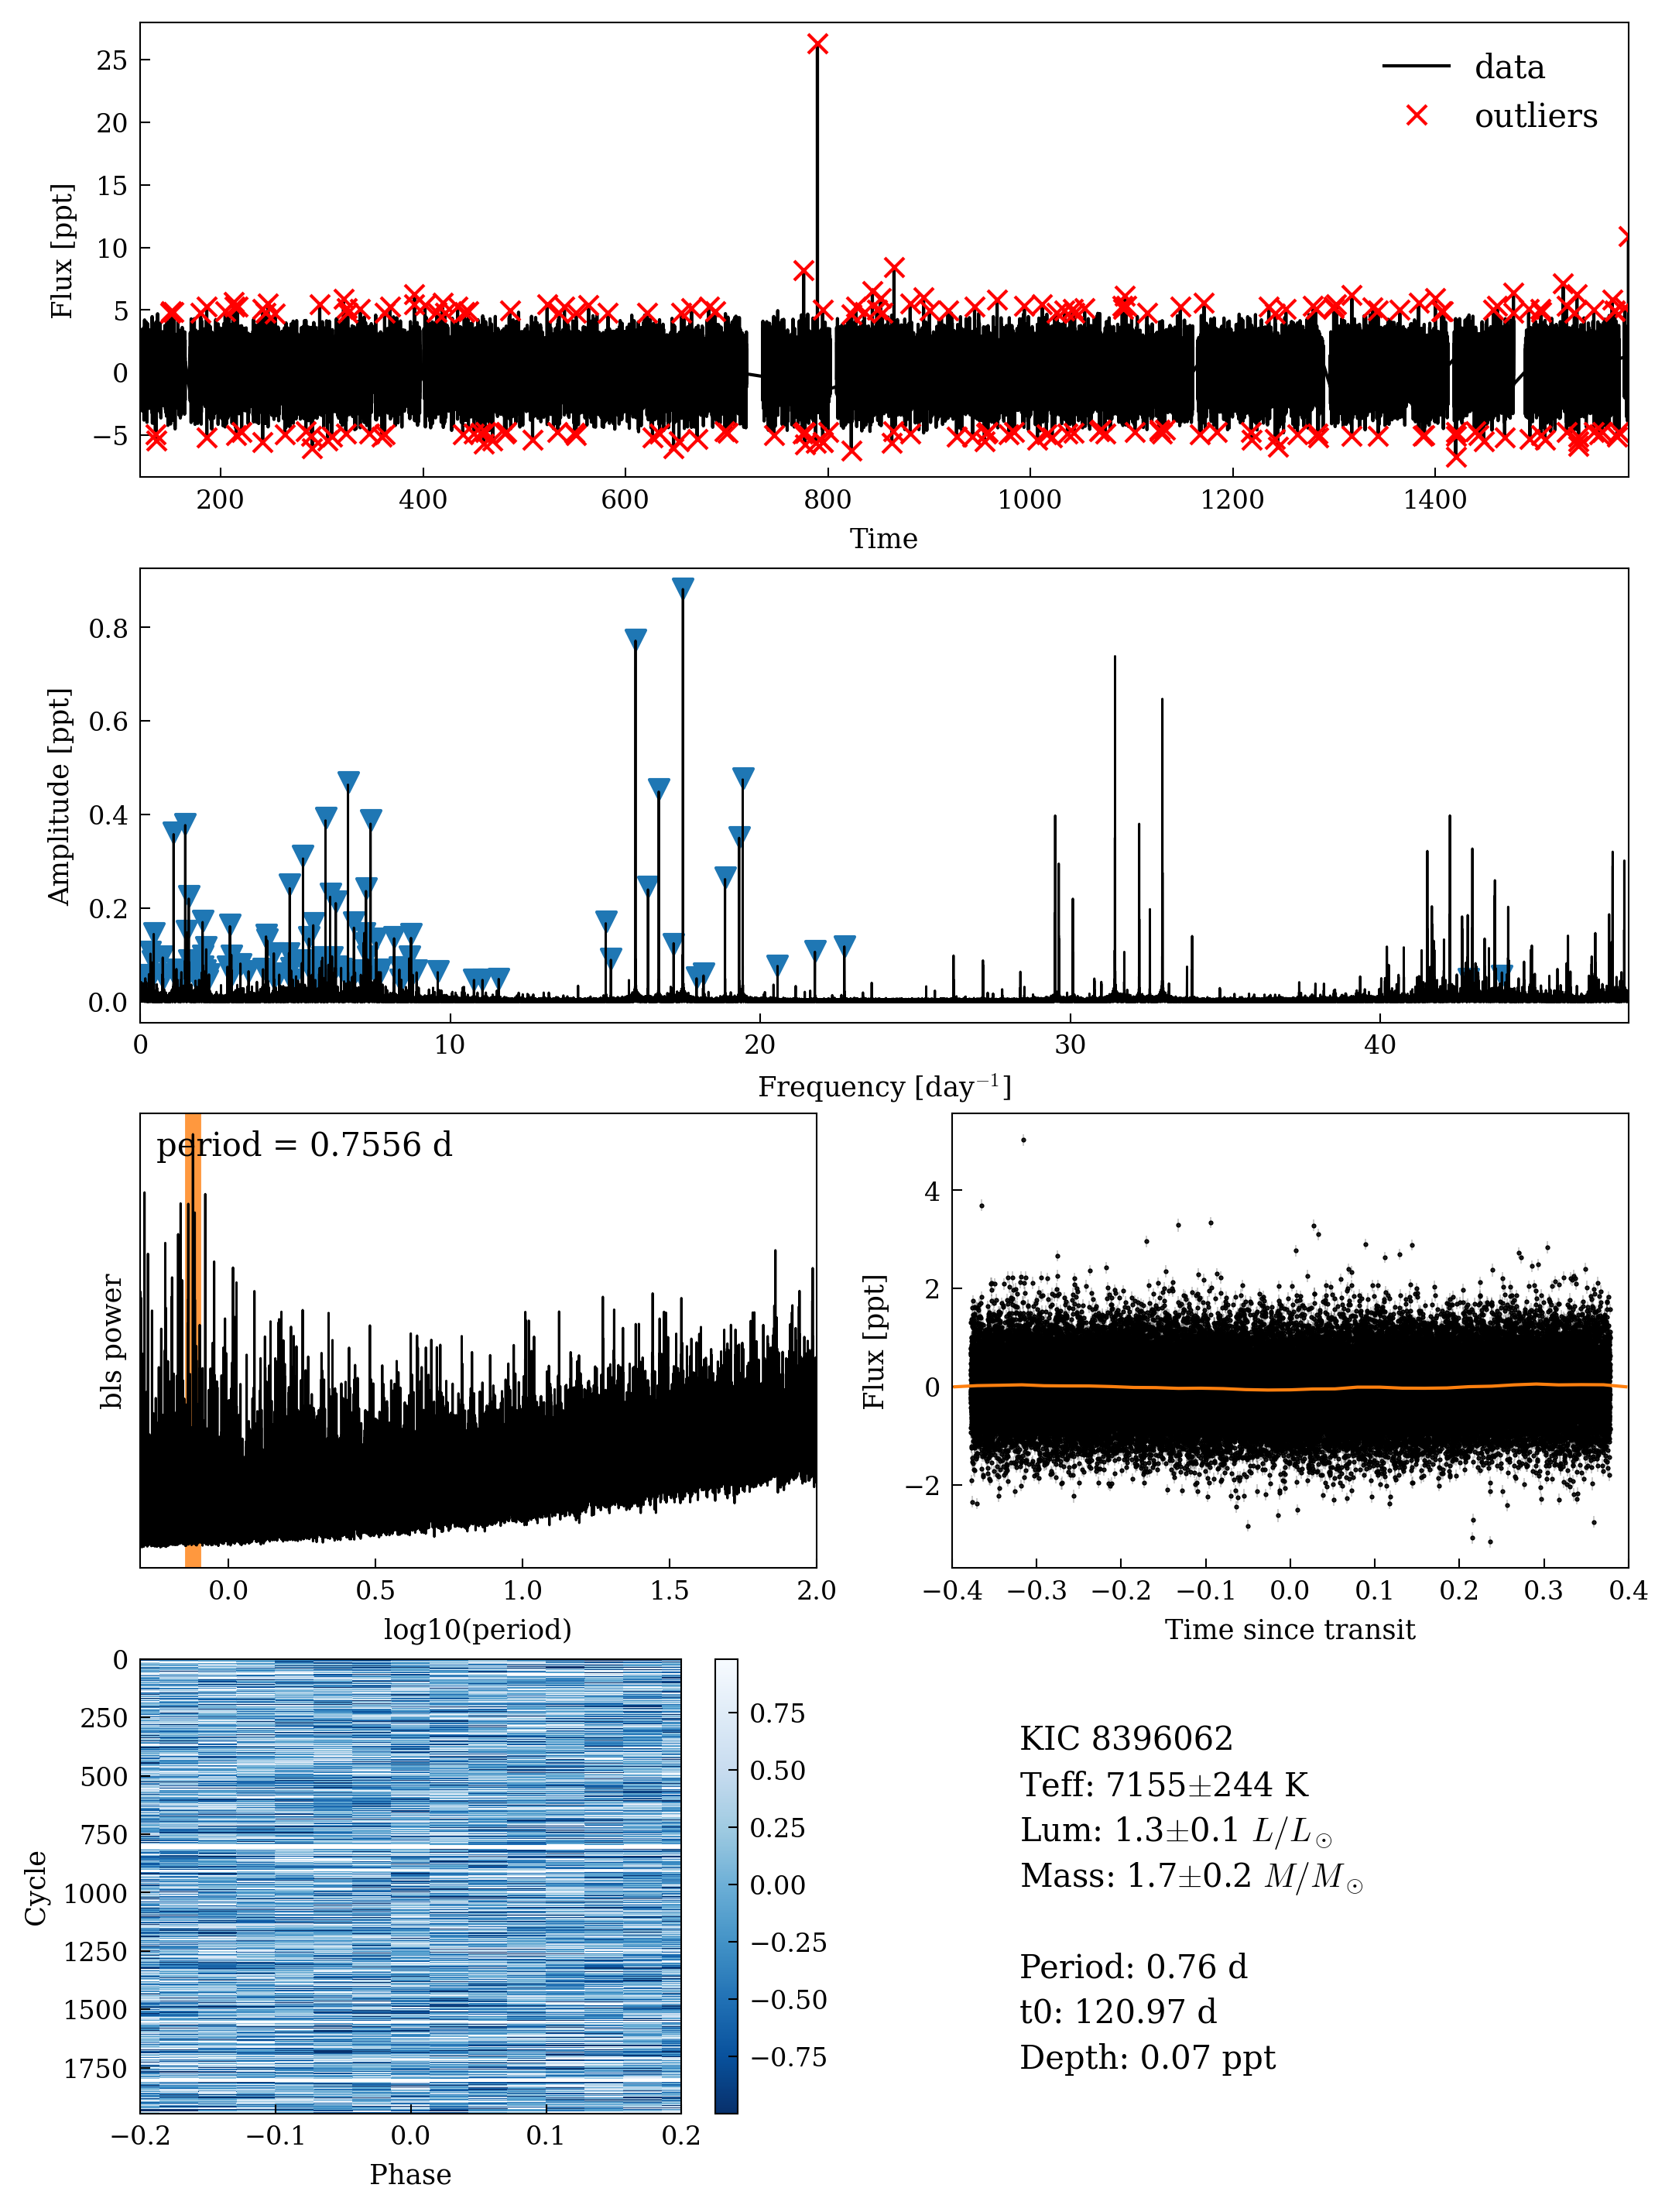 25
20
15
10
5
0
−5
Flux [ppt]
data
outliers
200 400 600 800 1000 1200 1400
Time
0.8
0.6
0.4
0.2
0.0
Amplitude [ppt]
0 10 20 30 40
Frequency [day⁻¹]
period = 0.7556 d
bls power
0.0 0.5 1.0 1.5 2.0
log10(period)
4
2
0
−2
Flux [ppt]
−0.4 −0.3 −0.2 −0.1 0.0 0.1 0.2 0.3 0.4
Time since transit
0
250
500
750
1000
1250
1500
1750
Cycle
−0.2 −0.1 0.0 0.1 0.2
Phase
0.75
0.50
0.25
0.00
−0.25
−0.50
−0.75
KIC 8396062
Teff: 7155±244 K
Lum: 1.3±0.1 L/L⊙
Mass: 1.7±0.2 M/M⊙
Period: 0.76 d
t0: 120.97 d
Depth: 0.07 ppt